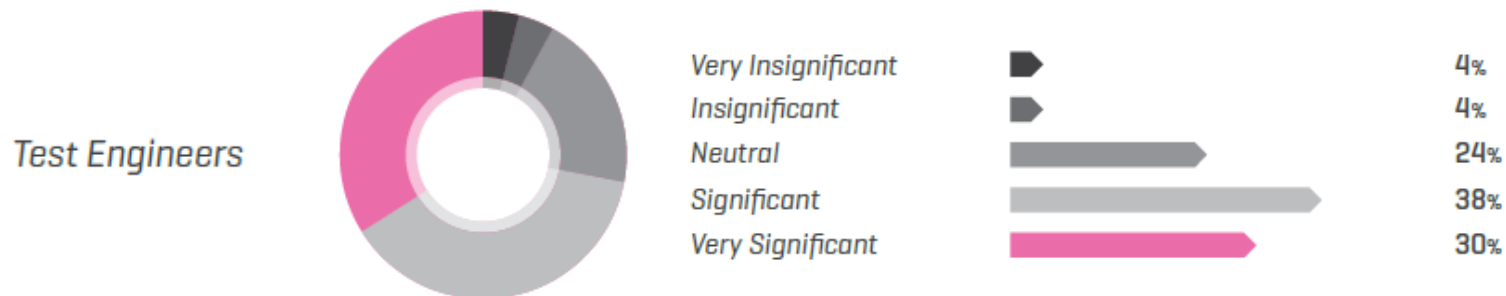 Very Insignificant 4%
Insignificant 4%
Test Engineers
Neutral 24%
Significant 38%
Very Significant 30%